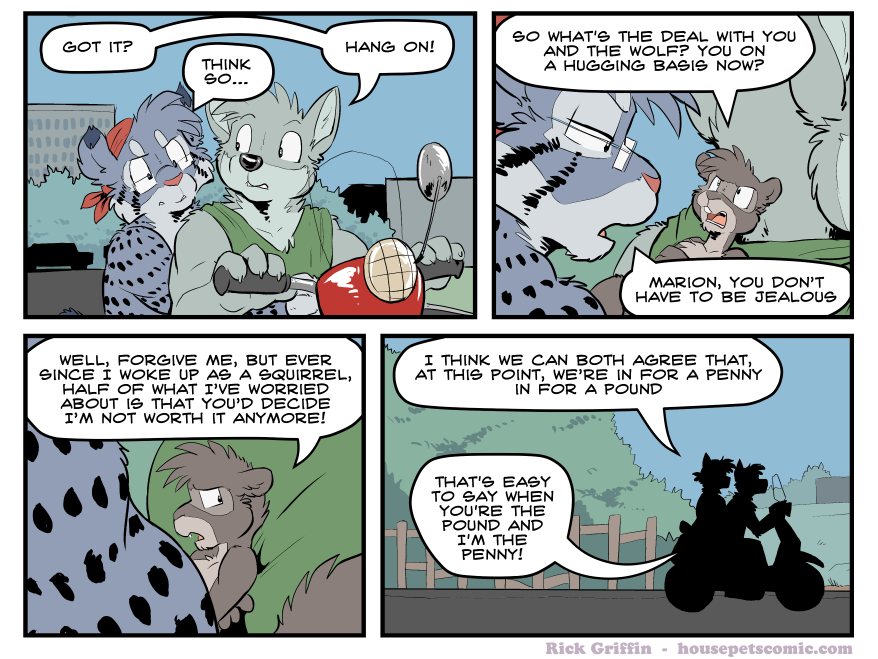 GOT IT?
THINK
SO...
HANG ON!
SO WHAT'S THE DEAL WITH YOU
AND THE WOLF? YOU ON
A HUGGING BASIS NOW?
MARION, YOU DON'T
HAVE TO BE JEALOUS
WELL, FORGIVE ME, BUT EVER
SINCE I WOKE UP AS A SQUIRREL,
HALF OF WHAT I'VE WORRIED
ABOUT IS THAT YOU'D DECIDE
I'M NOT WORTH IT ANYMORE!
I THINK WE CAN BOTH AGREE THAT,
AT THIS POINT, WE'RE IN FOR A PENNY
IN FOR A POUND
THAT'S EASY
TO SAY WHEN
YOU'RE THE
POUND AND
I'M THE
PENNY!
Rick Griffin - housepetscomic.com